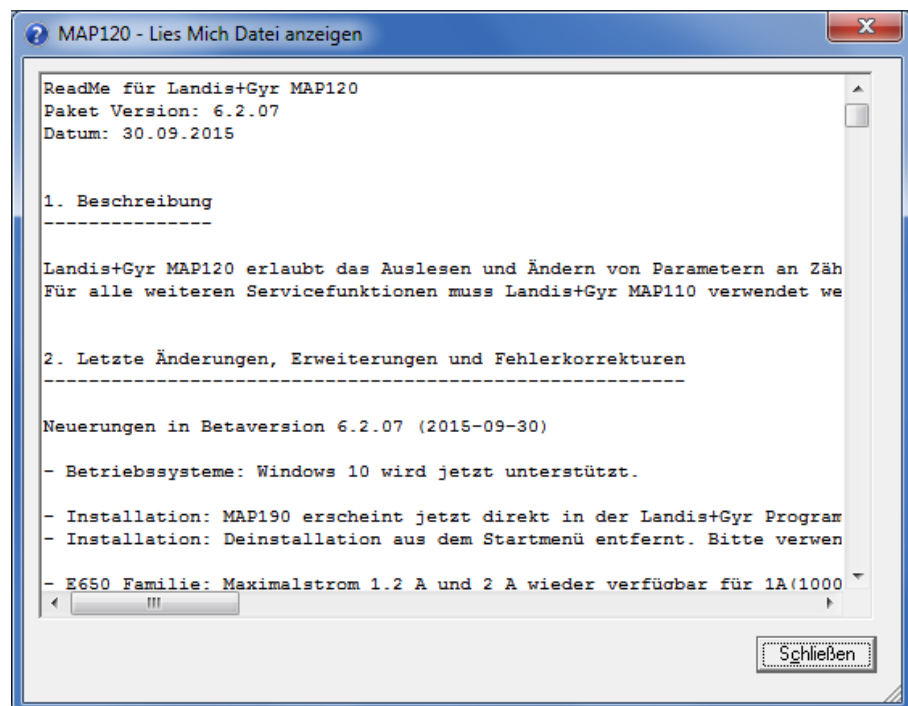 MAP120 - Lies Mich Datei anzeigen
ReadMe für Landis+Gyr MAP120
Paket Version: 6.2.07
Datum: 30.09.2015
1. Beschreibung
---------------
Landis+Gyr MAP120 erlaubt das Auslesen und Ändern von Parametern an Zäh
Für alle weiteren Servicefunktionen muss Landis+Gyr MAP110 verwendet we
2. Letzte Änderungen, Erweiterungen und Fehlerkorrekturen
---------------------------------------------------------
Neuerungen in Betaversion 6.2.07 (2015-09-30)
- Betriebssysteme: Windows 10 wird jetzt unterstützt.
- Installation: MAP190 erscheint jetzt direkt in der Landis+Gyr Program
- Installation: Deinstallation aus dem Startmenü entfernt. Bitte verwen
- E650 Familie: Maximalstrom 1.2 A und 2 A wieder verfügbar für 1A(1000
Schließen